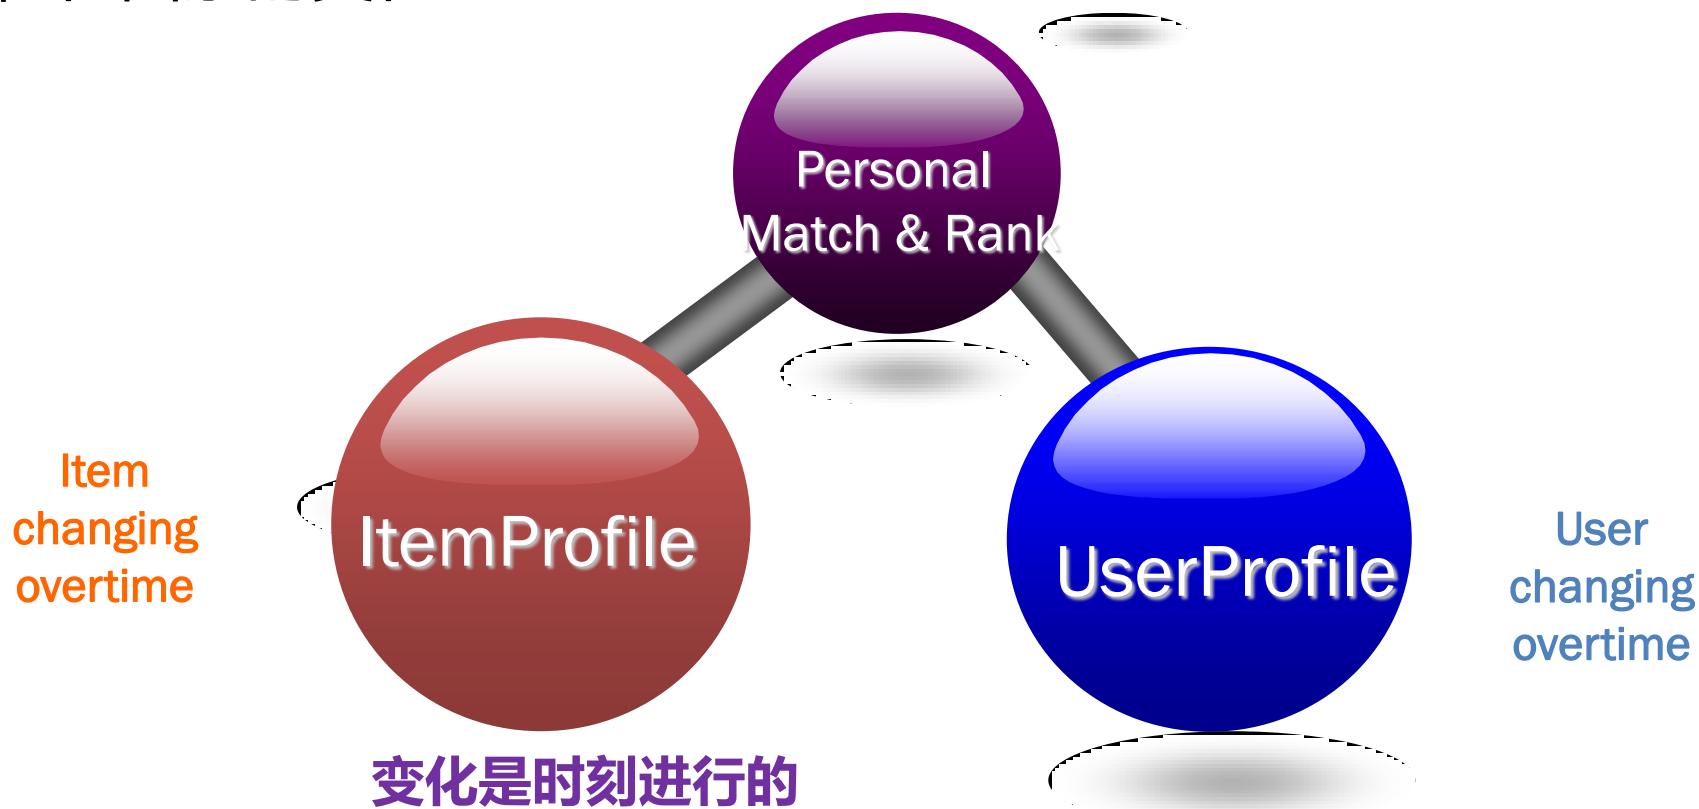 Personal
Match & Rank
ItemProfile
UserProfile
Item
changing
overtime
User
changing
overtime
变化是时刻进行的